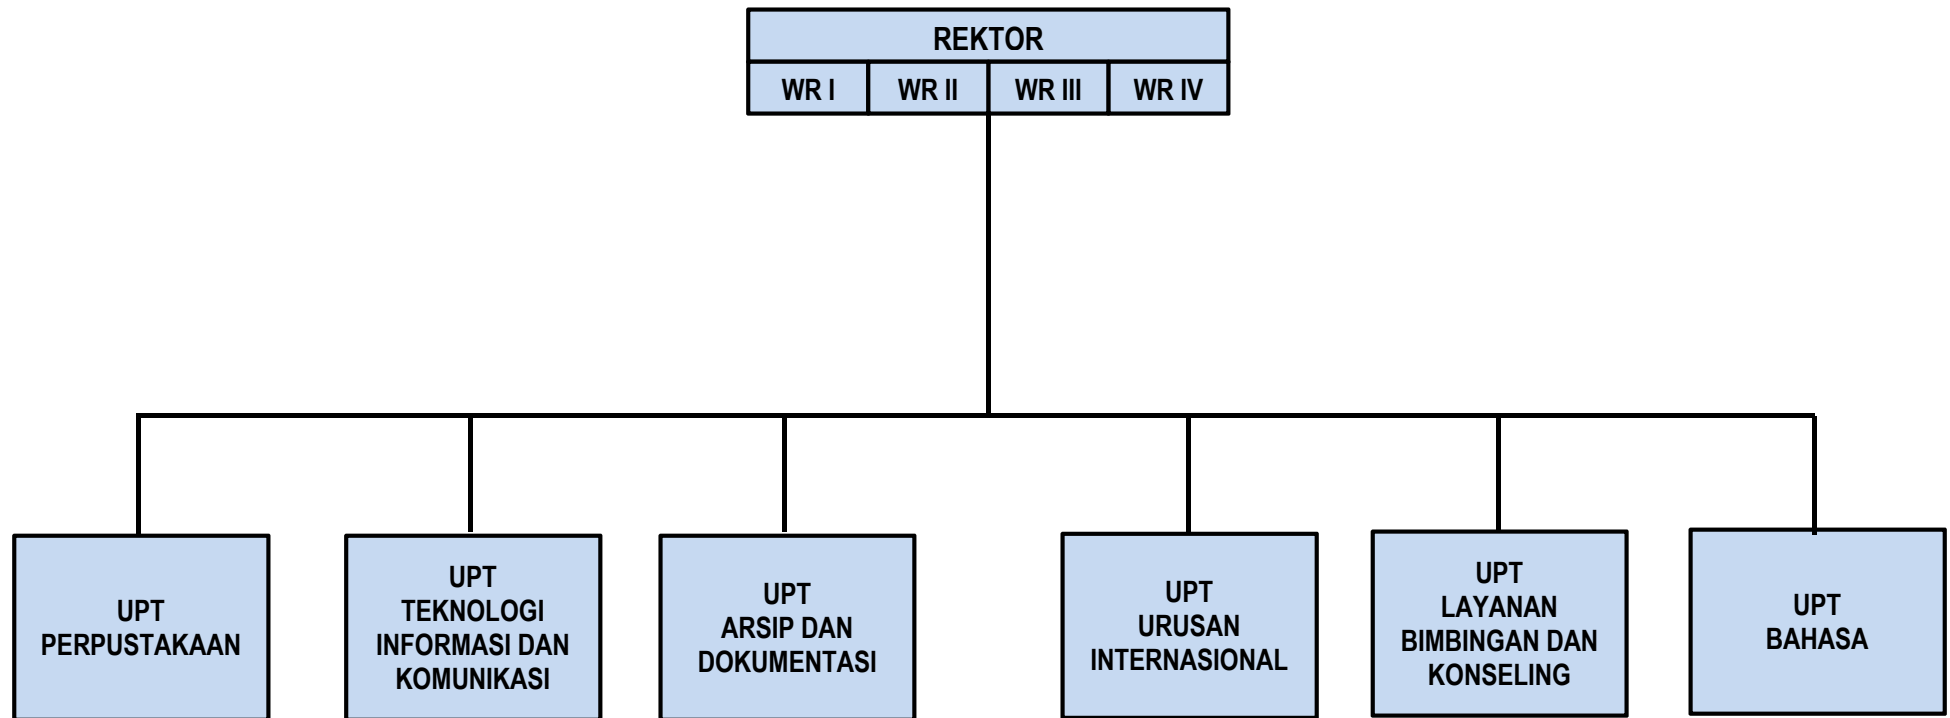 REKTOR
WR I
WR II
WR III
WR IV
UPT
PERPUSTAKAAN
UPT
TEKNOLOGI
INFORMASI DAN
KOMUNIKASI
UPT
ARSIP DAN
DOKUMENTASI
UPT
URUSAN
INTERNASIONAL
UPT
LAYANAN
BIMBINGAN DAN
KONSELING
UPT
BAHASA